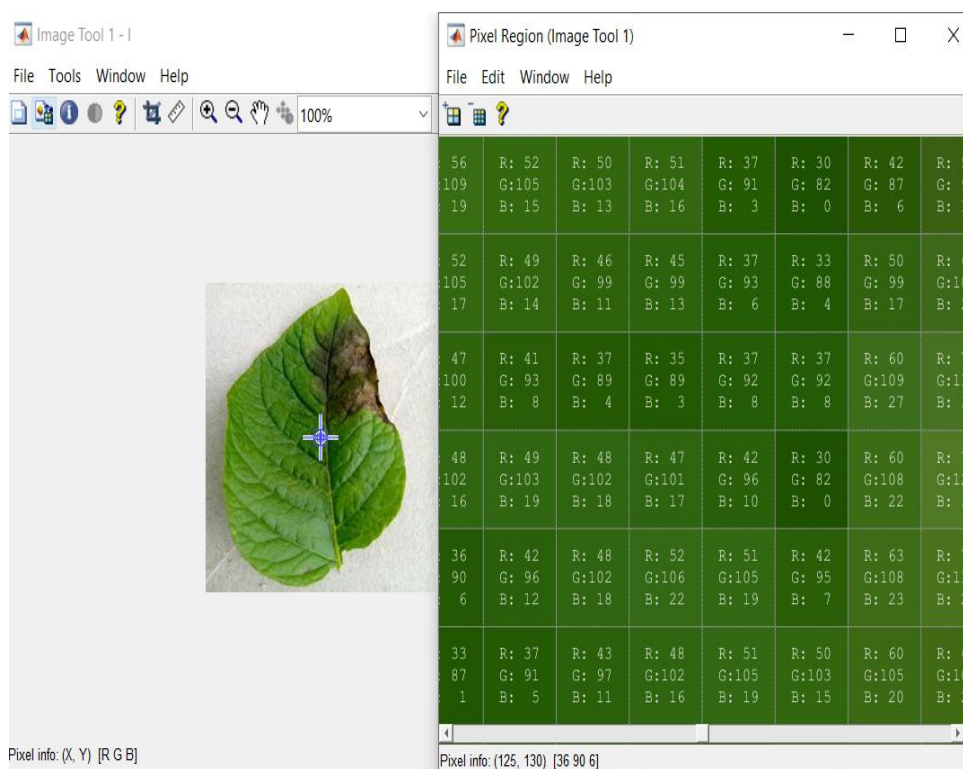 Image Tool 1 - I
File Tools Window Help
100%
Pixel info: (X, Y) [R G B]
Pixel Region (Image Tool 1)
File Edit Window Help
56 R: 52 R: 50 R: 51 R: 37 R: 30 R: 42 R:
109 G:105 G:103 G:104 G: 91 G: 82 G: 87 G:
19 B: 15 B: 13 B: 16 B: 3 B: 0 B: 6 B:
52 R: 49 R: 46 R: 45 R: 37 R: 33 R: 50 R:
105 G:102 G: 99 G: 99 G: 93 G: 88 G: 99 G:10
17 B: 14 B: 11 B: 13 B: 6 B: 4 B: 17 B:
47 R: 41 R: 37 R: 35 R: 37 R: 37 R: 60 R:
100 G: 93 G: 89 G: 89 G: 92 G: 92 G:109 G:11
12 B: 8 B: 4 B: 3 B: 8 B: 8 B: 27 B:
48 R: 49 R: 48 R: 47 R: 42 R: 30 R: 60 R:
102 G:103 G:102 G:101 G: 96 G: 82 G:108 G:12
16 B: 19 B: 18 B: 17 B: 10 B: 0 B: 22 B:
36 R: 42 R: 48 R: 52 R: 51 R: 42 R: 63 R:
90 G: 96 G:102 G:106 G:105 G: 95 G:108 G:11
6 B: 12 B: 18 B: 22 B: 19 B: 7 B: 23 B:
33 R: 37 R: 43 R: 48 R: 51 R: 50 R: 60 R:
87 G: 91 G: 97 G:102 G:105 G:103 G:105 G:10
1 B: 5 B: 11 B: 16 B: 19 B: 15 B: 20 B:
Pixel info: (125, 130) [36 90 6]